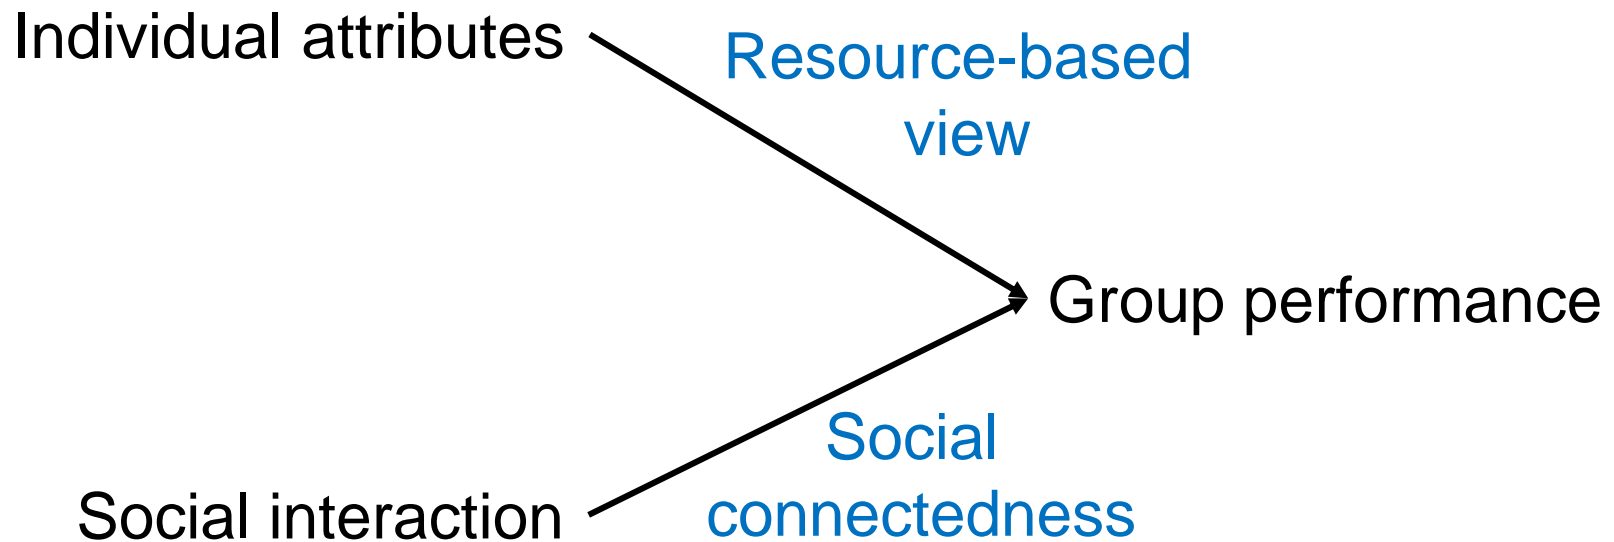 Individual attributes
Resource-based
view
Group performance
Social
connectedness
Social interaction